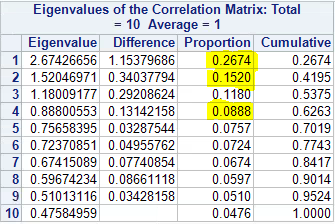 Eigenvalues of the Correlation Matrix: Total
= 10 Average = 1
Eigenvalue Difference Proportion Cumulative
1 2.67426656 1.15379686 0.2674 0.2674
2 1.52046971 0.34037794 0.1520 0.4195
3 1.18009177 0.29208624 0.1180 0.5375
4 0.88800553 0.13142158 0.0888 0.6263
5 0.75658395 0.03287544 0.0757 0.7019
6 0.72370851 0.04955762 0.0724 0.7743
7 0.67415089 0.07740854 0.0674 0.8417
8 0.59674234 0.08661118 0.0597 0.9014
9 0.51013116 0.03428158 0.0510 0.9524
10 0.47584959 0.0476 1.0000